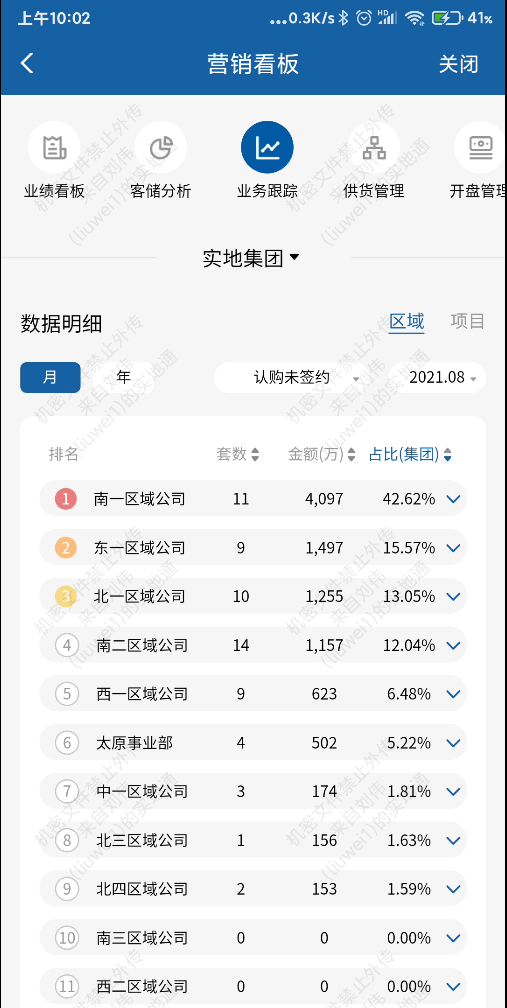 上午10:02
...0.3K/s HD 41%
营销看板 关闭
业绩看板 客储分析 业务跟踪 供货管理 开盘管理
实地集团
数据明细 区域 项目
月 年 认购未签约 2021.08
排名 套数 金额(万) 占比(集团)
1 南一区域公司 11 4,097 42.62%
2 东一区域公司 9 1,497 15.57%
3 北一区域公司 10 1,255 13.05%
4 南二区域公司 14 1,157 12.04%
5 西一区域公司 9 623 6.48%
6 太原事业部 4 502 5.22%
7 中一区域公司 3 174 1.81%
8 北三区域公司 1 156 1.63%
9 北四区域公司 2 153 1.59%
10 南三区域公司 0 0 0.00%
11 西二区域公司 0 0 0.00%
机密文件禁止外传
来自刘伟
(liuwei1)的实地通